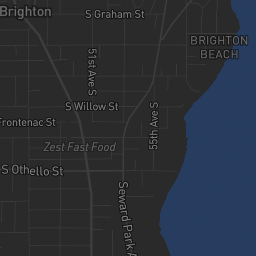 Brighton
S Graham St
BRIGHTON
BEACH
51st Ave S
S Willow St
55th Ave S
Frontenac St
Zest Fast Food
S Othello St
Seward Park A